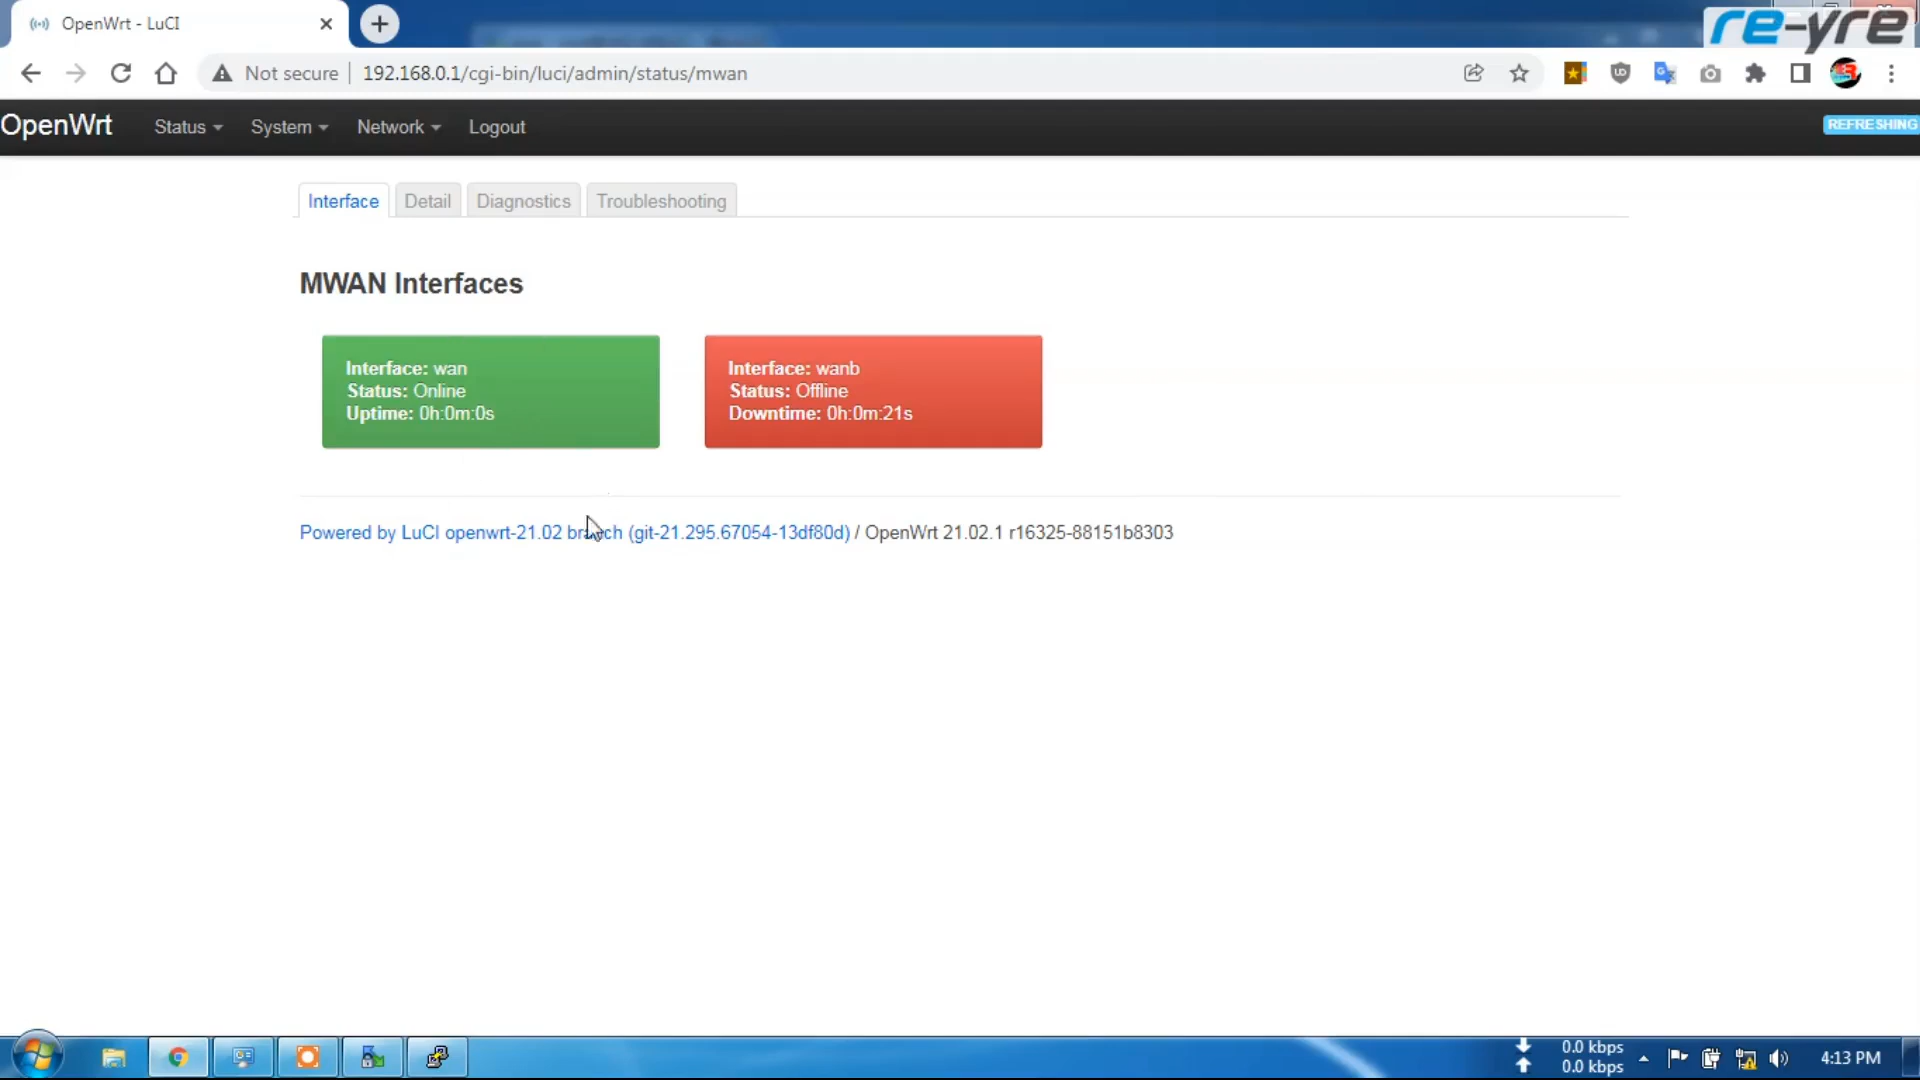 OpenWrt - LuCI
re-yre
Not secure
192.168.0.1/cgi-bin/luci/admin/status/mwan
OpenWrt
Status
System
Network
Logout
REFRESHING
Interface
Detail
Diagnostics
Troubleshooting
MWAN Interfaces
Interface: wan
Status: Online
Uptime: 0h:0m:0s
Interface: wanb
Status: Offline
Downtime: 0h:0m:21s
Powered by LuCI openwrt-21.02 branch (git-21.295.67054-13df80d) / OpenWrt 21.02.1 r16325-88151b8303
0.0 kbps
0.0 kbps
4:13 PM